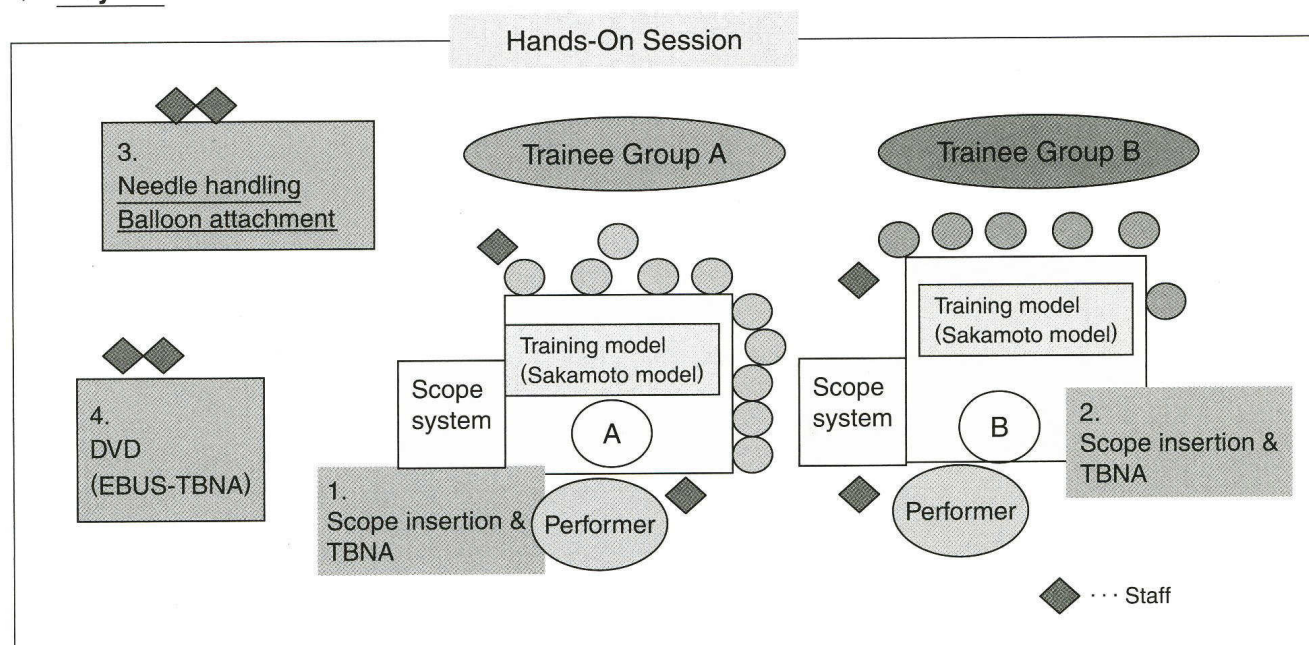 Hands-On Session
3.
Needle handling
Balloon attachment
Trainee Group A
Trainee Group B
Training model
(Sakamoto model)
Training model
(Sakamoto model)
Scope
system
A
Scope
system
B
4.
DVD
(EBUS-TBNA)
1.
Scope insertion &
TBNA
Performer
2.
Scope insertion &
TBNA
Performer
··· Staff